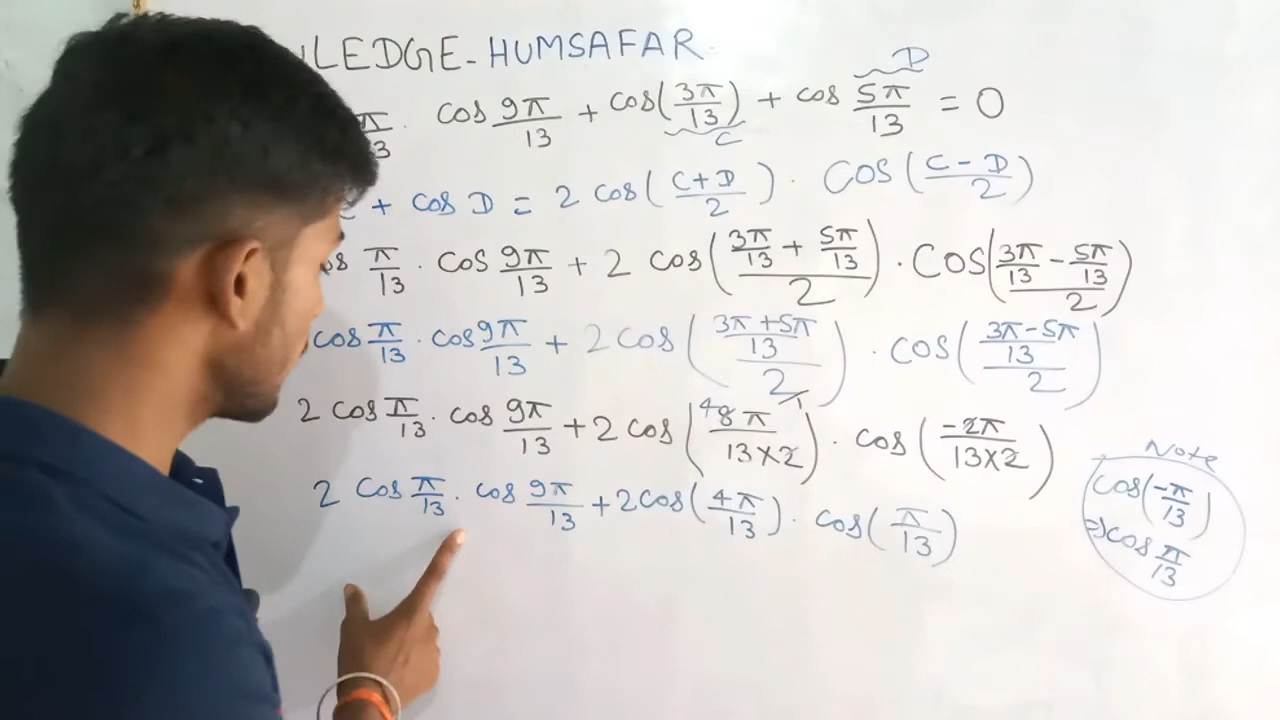 LEDGE-HUMSAFAR
π/13 · cos 9π/13 + cos(3π/13) + cos 5π/13 = 0
D
C
+ cos D = 2 cos((C+D)/2) · cos((C-D)/2)
π/13 · cos 9π/13 + 2 cos((3π/13 + 5π/13)/2) · cos((3π/13 - 5π/13)/2)
cos π/13 · cos 9π/13 + 2 cos(((3π+5π)/13)/2) · cos(((3π-5π)/13)/2)
2 cos π/13 · cos 9π/13 + 2 cos(8π/(13×2)) · cos(-2π/(13×2))
4 1
2 cos π/13 · cos 9π/13 + 2 cos(4π/13) · cos(π/13)
Note
cos(-π/13)
⇒ cos π/13